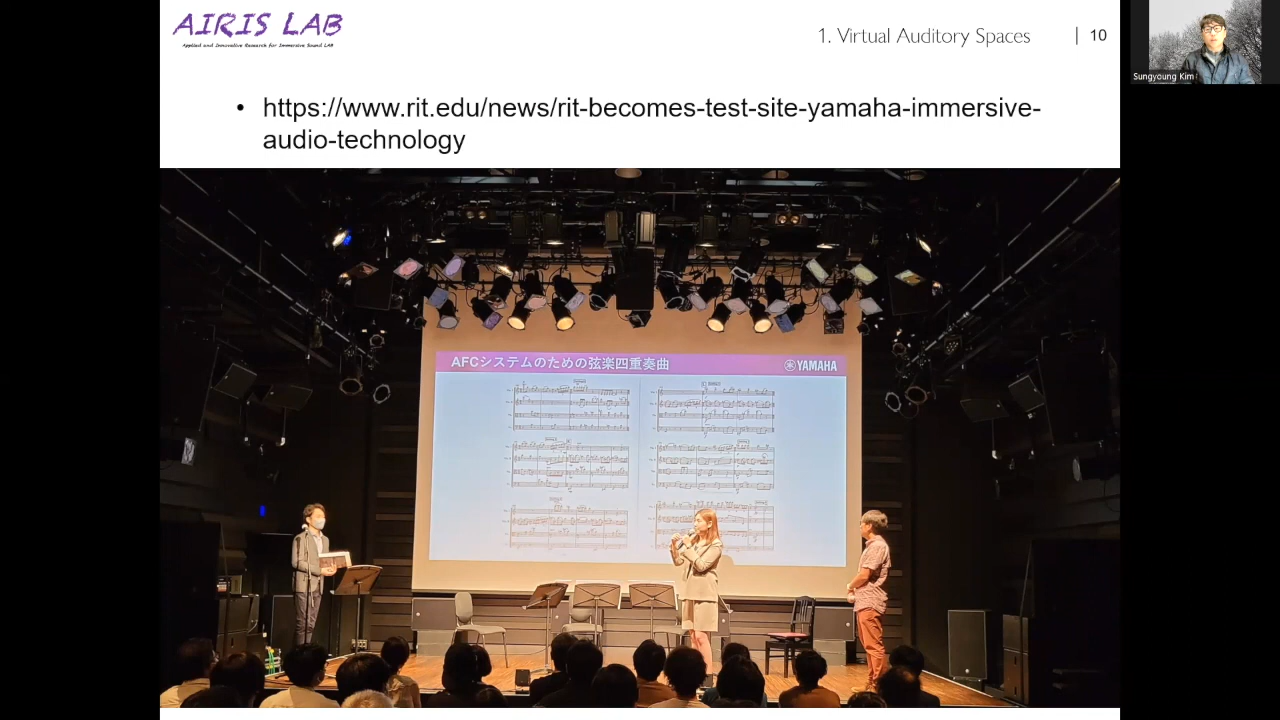 AIRIS LAB
Applied and Innovative Research for Immersive Sound LAB
1. Virtual Auditory Spaces
10
Sungyoung Kim
• https://www.rit.edu/news/rit-becomes-test-site-yamaha-immersive-
audio-technology
AFCシステムのための弦楽四重奏曲
YAMAHA